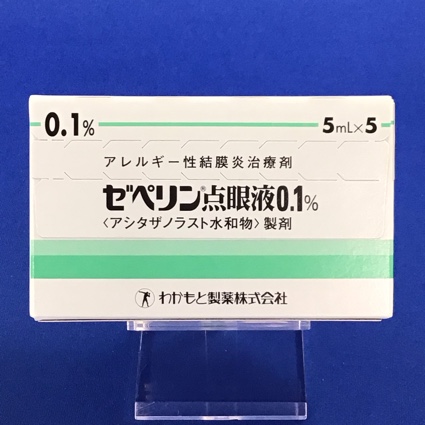 0.1% 5mL×5
アレルギー性結膜炎治療剤
ゼペリン®点眼液0.1%
〈アシタザノラスト水和物〉製剤
わかもと製薬株式会社